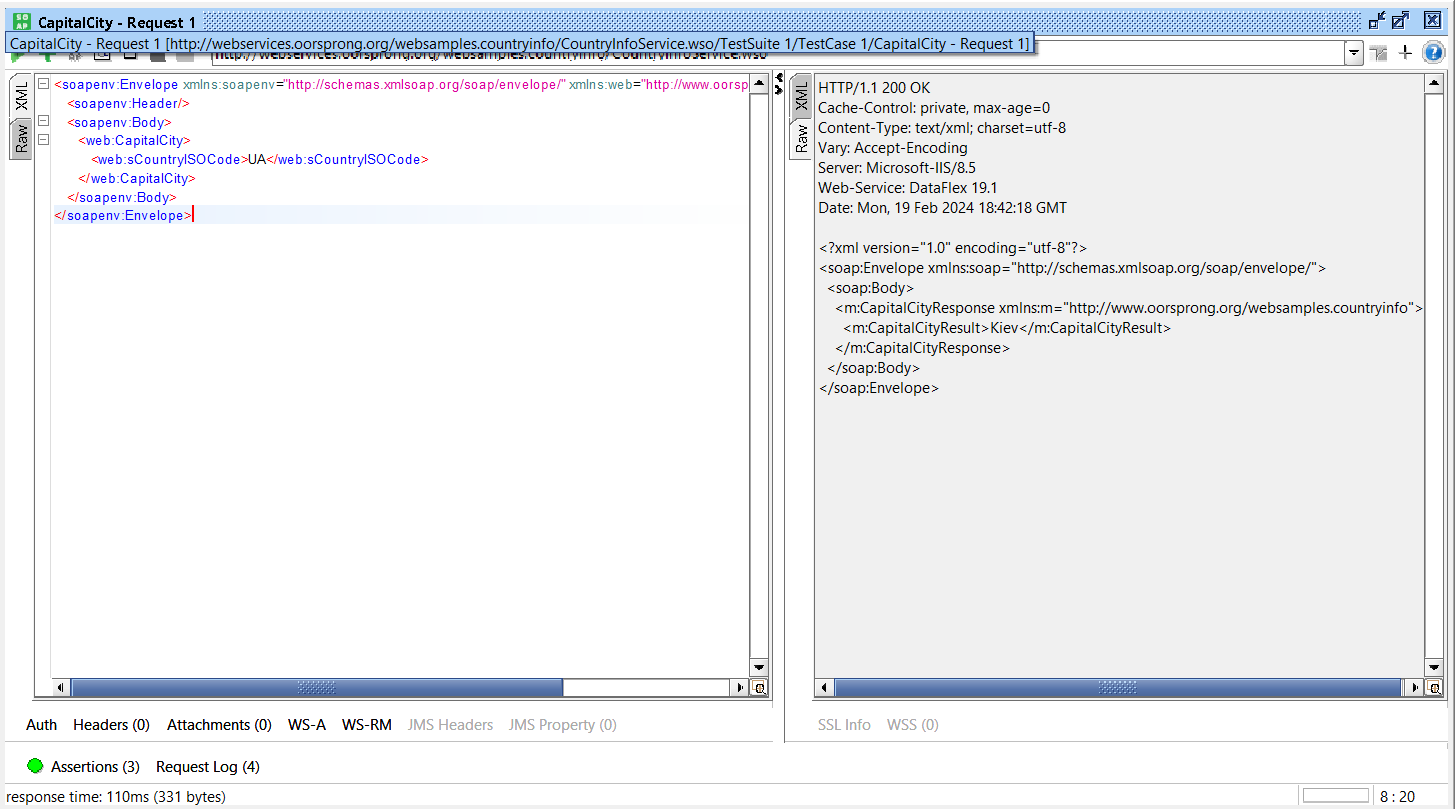 CapitalCity - Request 1
CapitalCity - Request 1 [http://webservices.oorsprong.org/websamples.countryinfo/CountryInfoService.wso/TestSuite 1/TestCase 1/CapitalCity - Request 1]
http://webservices.oorsprong.org/websamples.countryinfo/CountryInfoService.wso
XML
Raw
<soapenv:Envelope xmlns:soapenv="http://schemas.xmlsoap.org/soap/envelope/" xmlns:web="http://www.oorsp
<soapenv:Header/>
<soapenv:Body>
<web:CapitalCity>
<web:sCountryISOCode>UA</web:sCountryISOCode>
</web:CapitalCity>
</soapenv:Body>
</soapenv:Envelope>
XML
Raw
HTTP/1.1 200 OK
Cache-Control: private, max-age=0
Content-Type: text/xml; charset=utf-8
Vary: Accept-Encoding
Server: Microsoft-IIS/8.5
Web-Service: DataFlex 19.1
Date: Mon, 19 Feb 2024 18:42:18 GMT
<?xml version="1.0" encoding="utf-8"?>
<soap:Envelope xmlns:soap="http://schemas.xmlsoap.org/soap/envelope/">
<soap:Body>
<m:CapitalCityResponse xmlns:m="http://www.oorsprong.org/websamples.countryinfo">
<m:CapitalCityResult>Kiev</m:CapitalCityResult>
</m:CapitalCityResponse>
</soap:Body>
</soap:Envelope>
Auth Headers (0) Attachments (0) WS-A WS-RM JMS Headers JMS Property (0)
SSL Info WSS (0)
Assertions (3) Request Log (4)
response time: 110ms (331 bytes)
8 : 20